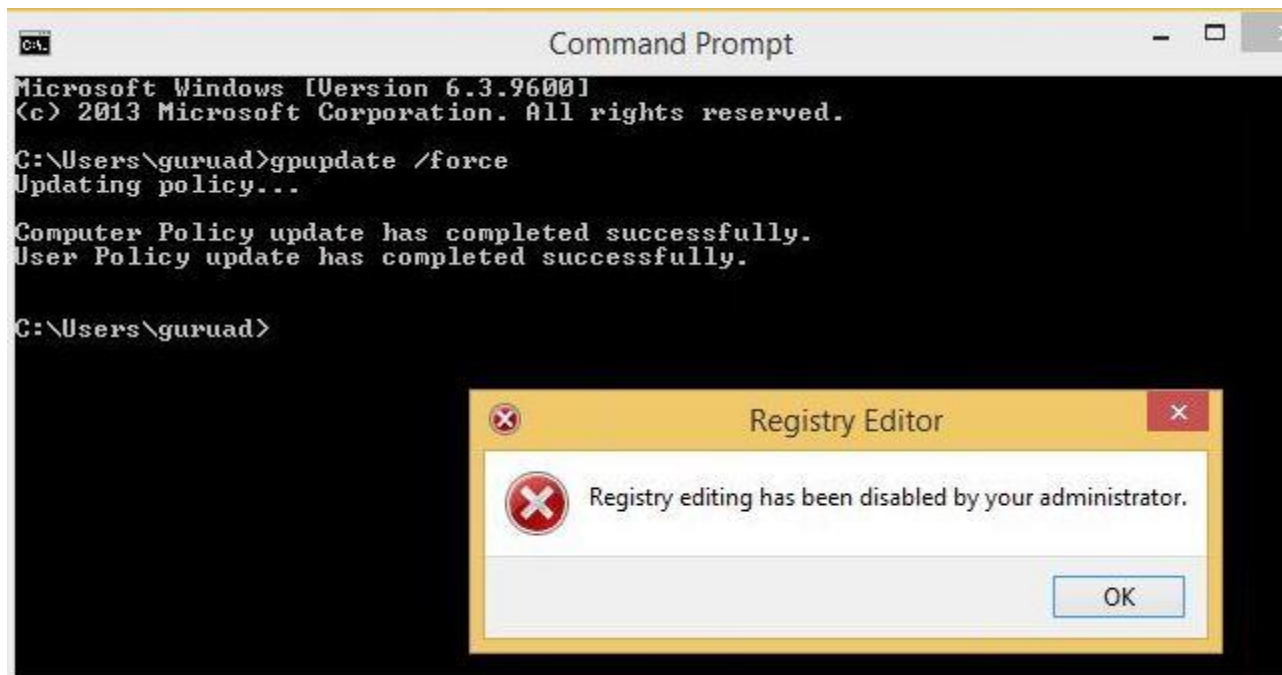 C:\.
Command Prompt
Microsoft Windows [Version 6.3.9600]
(c) 2013 Microsoft Corporation. All rights reserved.
C:\Users\guruad>gpupdate /force
Updating policy...
Computer Policy update has completed successfully.
User Policy update has completed successfully.
C:\Users\guruad>
Registry Editor
Registry editing has been disabled by your administrator.
OK